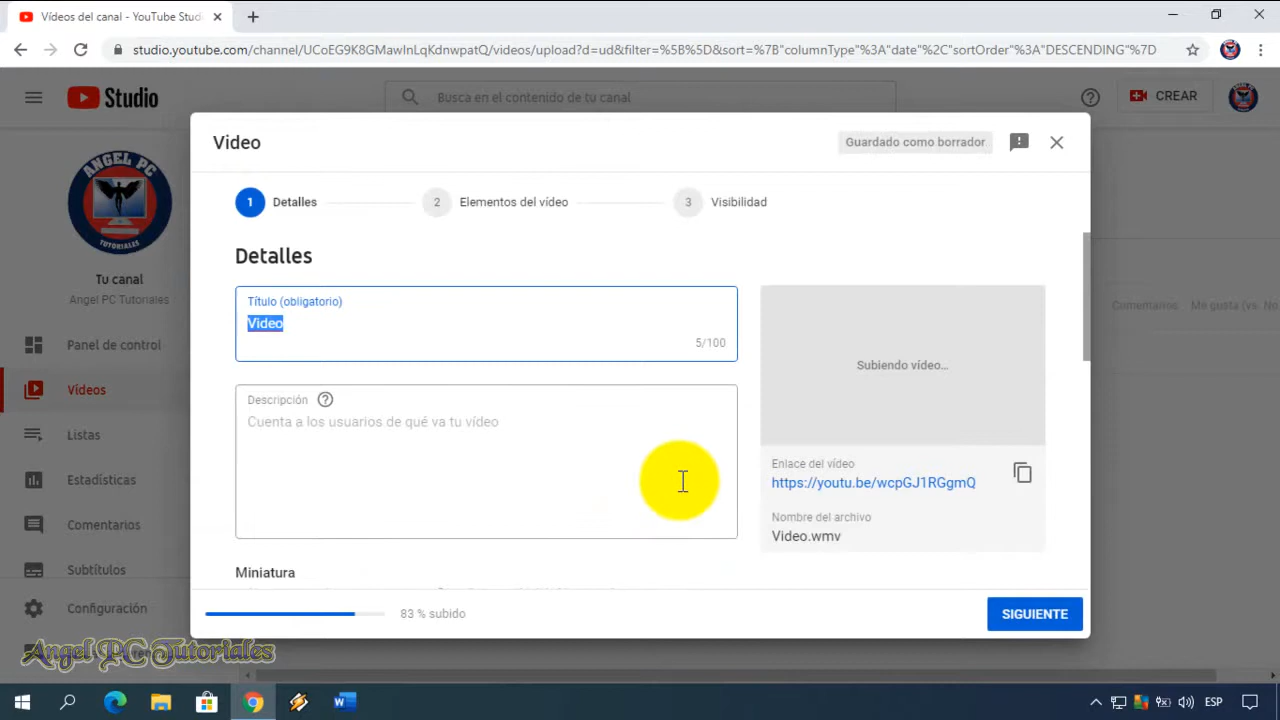 Vídeos del canal - YouTube Studi
studio.youtube.com/channel/UCoEG9K8GMawInLqKdnwpatQ/videos/upload?d=ud&filter=%5B%5D&sort=%7B"columnType"%3A"date"%2C"sortOrder"%3A"DESCENDING"%7D
Studio
Busca en el contenido de tu canal
CREAR
ANGEL PC
TUTORIALES
Tu canal
Angel PC Tutoriales
Panel de control
Vídeos
Listas
Estadísticas
Comentarios
Subtítulos
Configuración
Angel PC Tutoriales
Video
Guardado como borrador
1 Detalles
2 Elementos del vídeo
3 Visibilidad
Detalles
Título (obligatorio)
Video
5/100
Descripción
Cuenta a los usuarios de qué va tu vídeo
Subiendo vídeo...
Enlace del vídeo
https://youtu.be/wcpGJ1RGgmQ
Nombre del archivo
Video.wmv
Miniatura
83 % subido
SIGUIENTE
Comentarios
Me gusta (vs. No
ESP